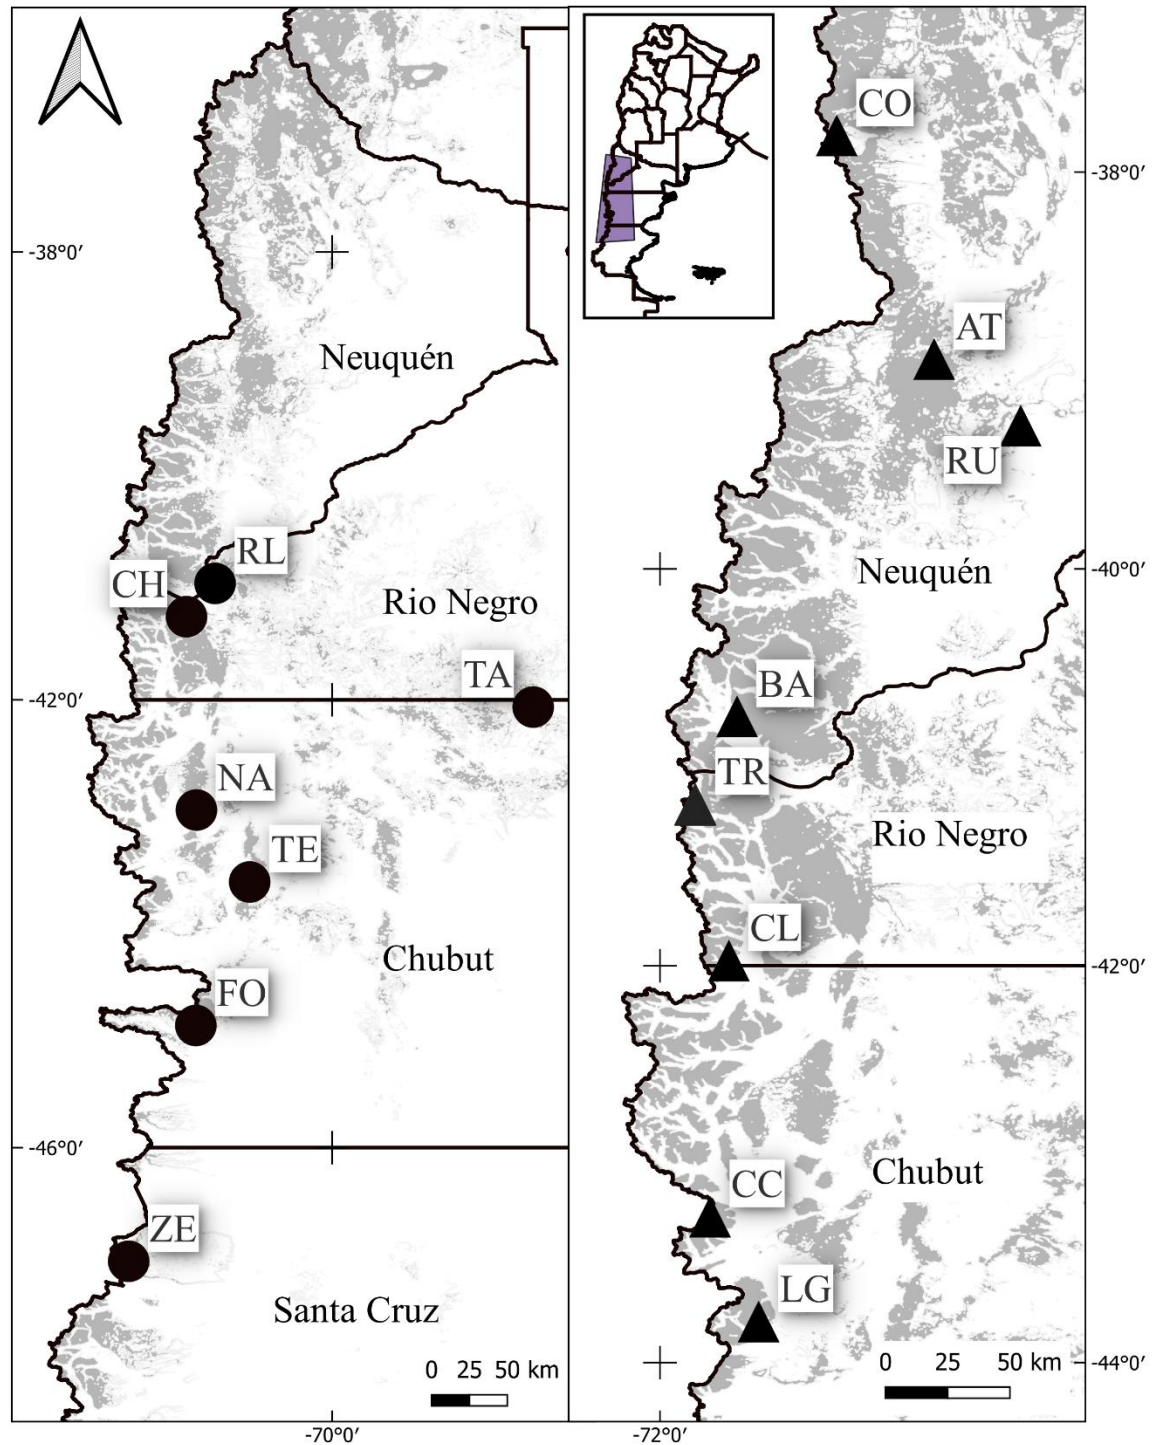 -38°0′
Neuquén
RL
CH
Rio Negro
TA
-42°0′
NA
TE
Chubut
FO
-46°0′
ZE
Santa Cruz
0 25 50 km
-70°0′
CO
-38°0′
AT
RU
-40°0′
Neuquén
BA
TR
Rio Negro
CL
-42°0′
Chubut
CC
LG
0 50 km
-44°0′
-72°0′